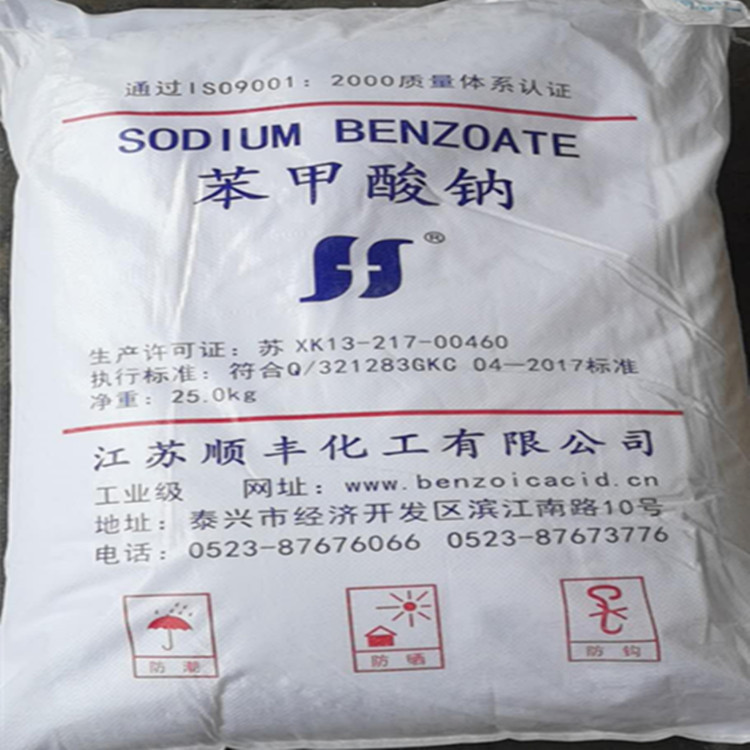 通过ISO9001：2000质量体系认证
SODIUM BENZOATE
苯甲酸钠
®
生产许可证：苏 XK13-217-00460
执行标准：符合Q/321283GKC 04—2017标准
净重：25.0kg
江苏顺丰化工有限公司
工业级 网址：www.benzoicacid.cn
地址：泰兴市经济开发区滨江南路10号
电话：0523-87676066 0523-87673776
防潮 防晒 防钩